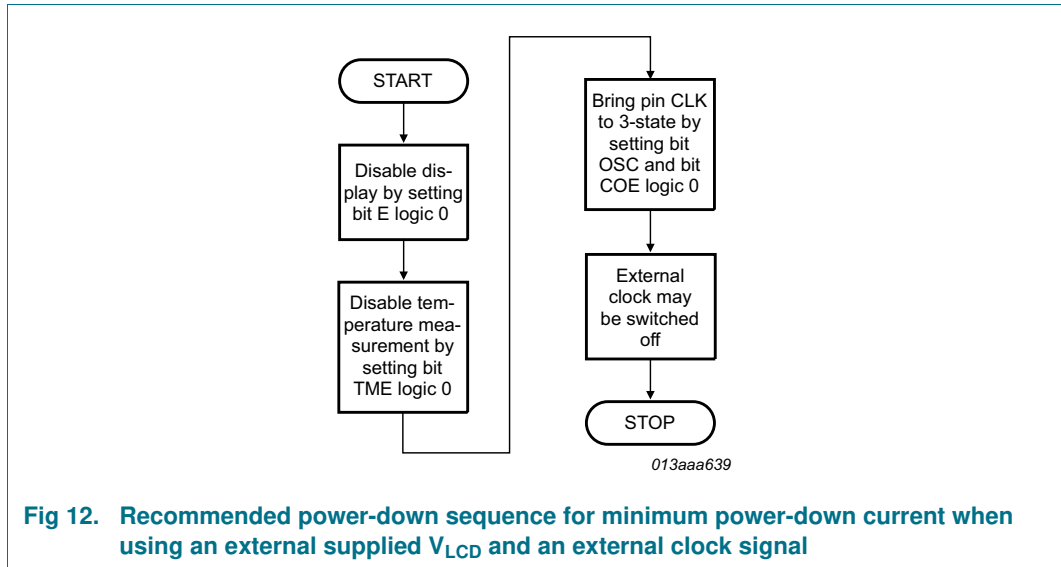 START
Disable dis-
play by setting
bit E logic 0
Disable tem-
perature mea-
surement by
setting bit
TME logic 0
Bring pin CLK
to 3-state by
setting bit
OSC and bit
COE logic 0
External
clock may
be switched
off
STOP
013aaa639
Fig 12. Recommended power-down sequence for minimum power-down current when
using an external supplied VLCD and an external clock signal